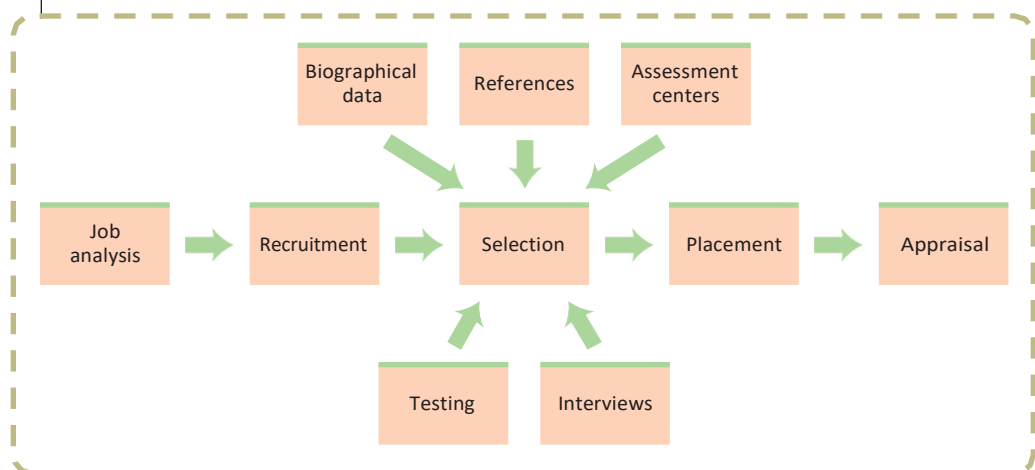 Biographical
data
References
Assessment
centers
Job
analysis
Recruitment
Selection
Placement
Appraisal
Testing
Interviews